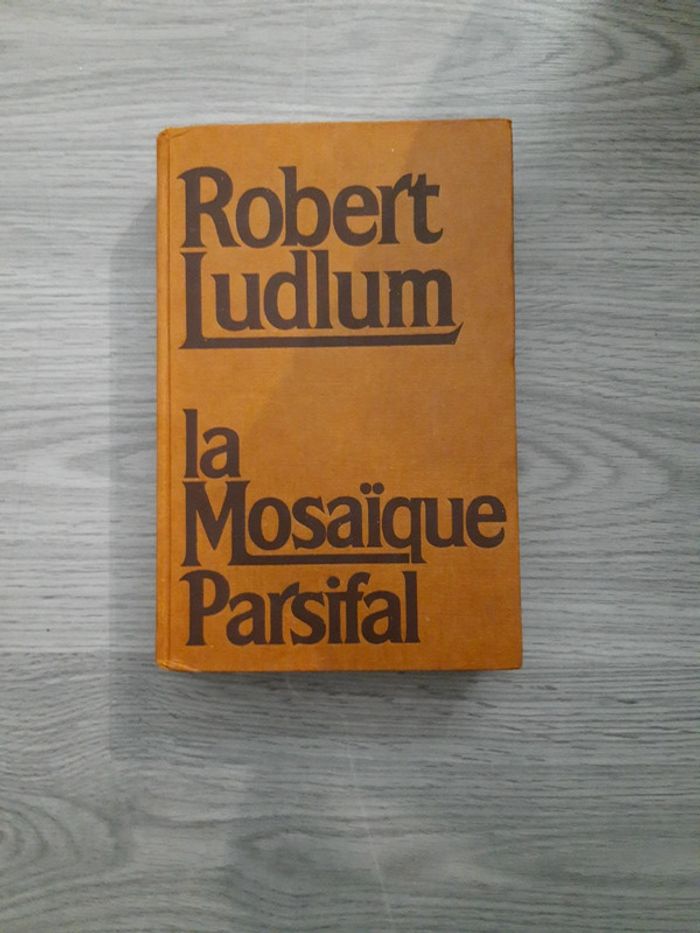 Robert
Ludlum
la
Mosaïque
Parsifal